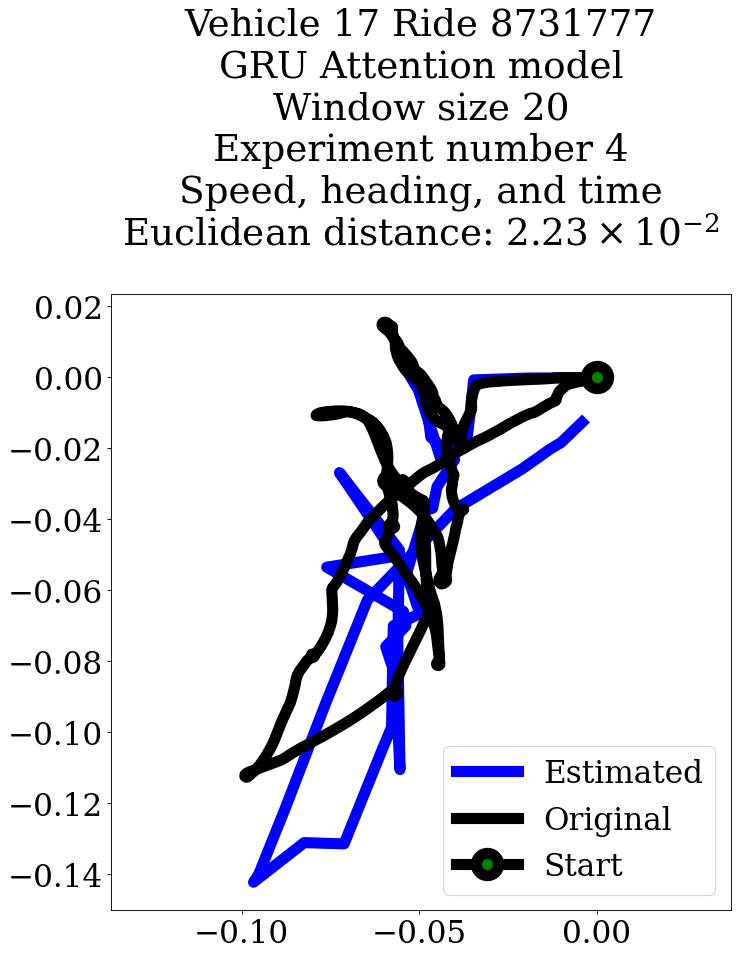 Vehicle 17 Ride 8731777
GRU Attention model
Window size 20
Experiment number 4
Speed, heading, and time
Euclidean distance: 2.23 × 10⁻²
0.02
0.00
−0.02
−0.04
−0.06
−0.08
−0.10
−0.12
−0.14
Estimated
Original
Start
−0.10 −0.05 0.00